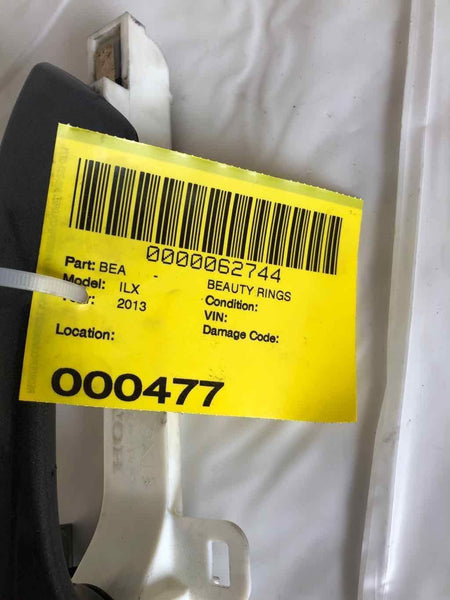 0000062744
Part: BEA - BEAUTY RINGS
Model: ILX Condition:
2013 VIN:
Location: Damage Code:
000477